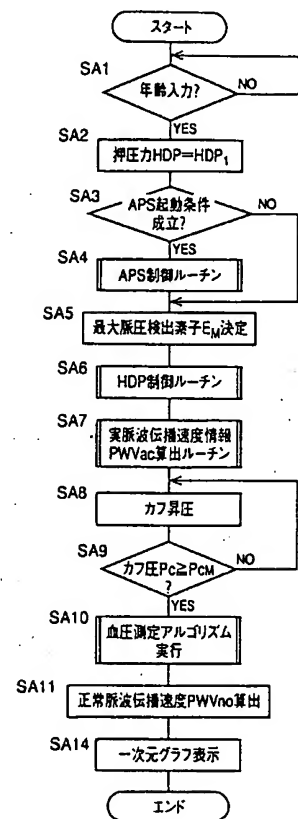 スタート
SA1
年齢入力?
NO
YES
SA2
押圧力HDP=HDP₁
SA3
APS起動条件
成立?
NO
YES
SA4
APS制御ルーチン
SA5
最大脈圧検出素子EM決定
SA6
HDP制御ルーチン
SA7
実脈波伝播速度情報
PWVac算出ルーチン
SA8
カフ昇圧
SA9
カフ圧Pc≧PCM
?
NO
YES
SA10
血圧測定アルゴリズム
実行
SA11
正常脈波伝播速度PWVno算出
SA14
一次元グラフ表示
エンド